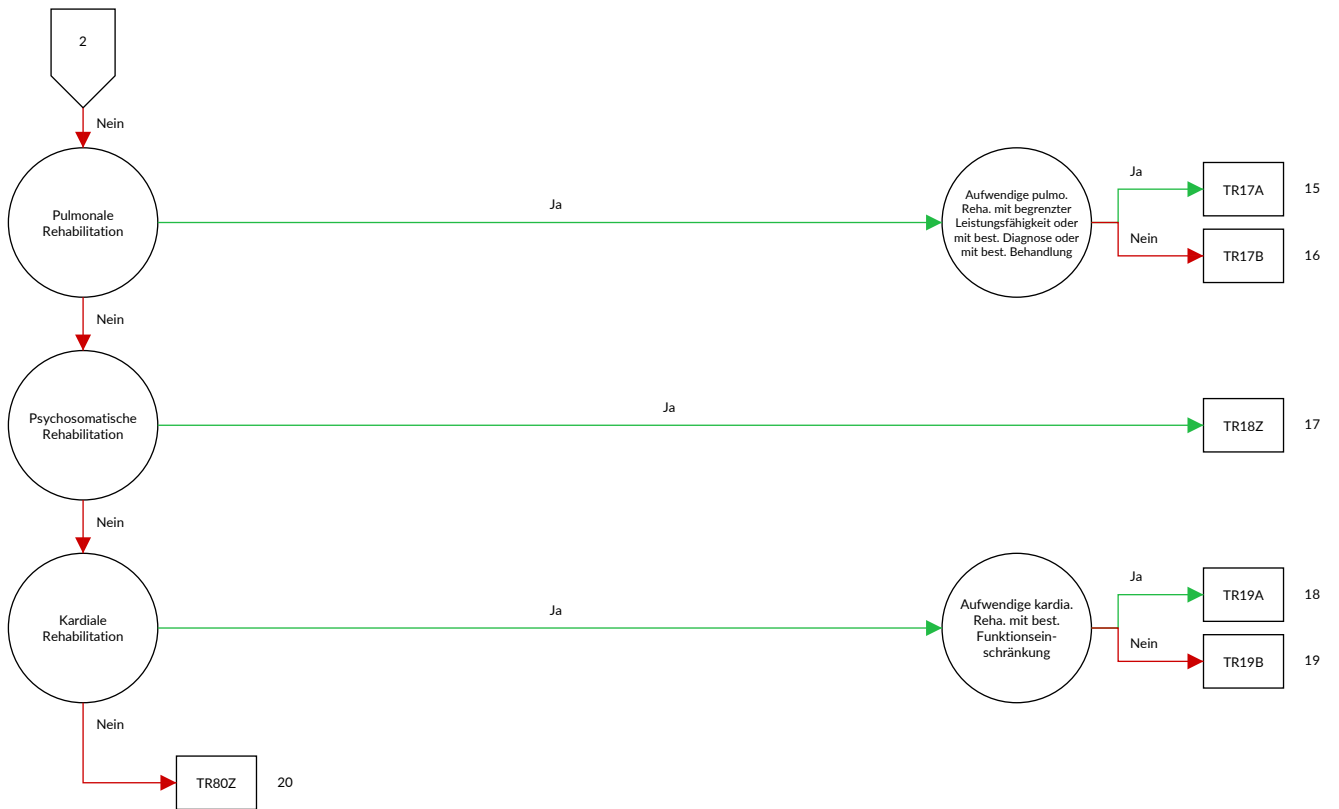 2
Nein
Pulmonale
Rehabilitation
Ja
Aufwendige pulmo.
Reha. mit begrenzter
Leistungsfähigkeit oder
mit best. Diagnose oder
mit best. Behandlung
Ja
TR17A
15
Nein
TR17B
16
Nein
Psychosomatische
Rehabilitation
Ja
TR18Z
17
Nein
Kardiale
Rehabilitation
Ja
Aufwendige kardia.
Reha. mit best.
Funktionsein-
schränkung
Ja
TR19A
18
Nein
TR19B
19
Nein
TR80Z
20